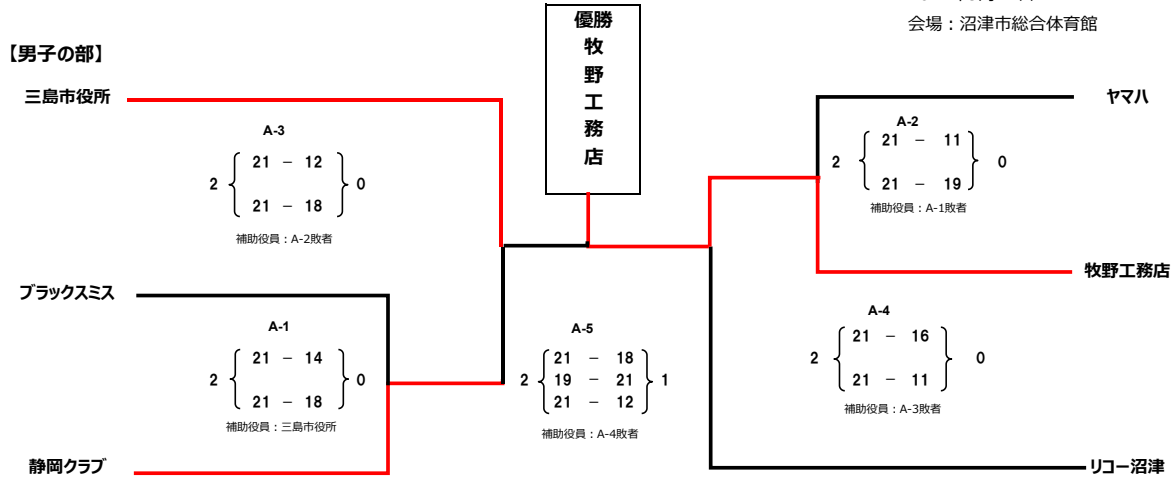 会場：沼津市総合体育館
【男子の部】
優勝
牧
野
工
務
店
三島市役所
ヤマハ
A-3
2 21 － 12 0
21 － 18
補助役員：A-2敗者
A-2
2 21 － 11 0
21 － 19
補助役員：A-1敗者
ブラックスミス
牧野工務店
A-1
2 21 － 14 0
21 － 18
補助役員：三島市役所
A-5
21 － 18
2 19 － 21 1
21 － 12
補助役員：A-4敗者
A-4
2 21 － 16 0
21 － 11
補助役員：A-3敗者
静岡クラブ
リコー沼津